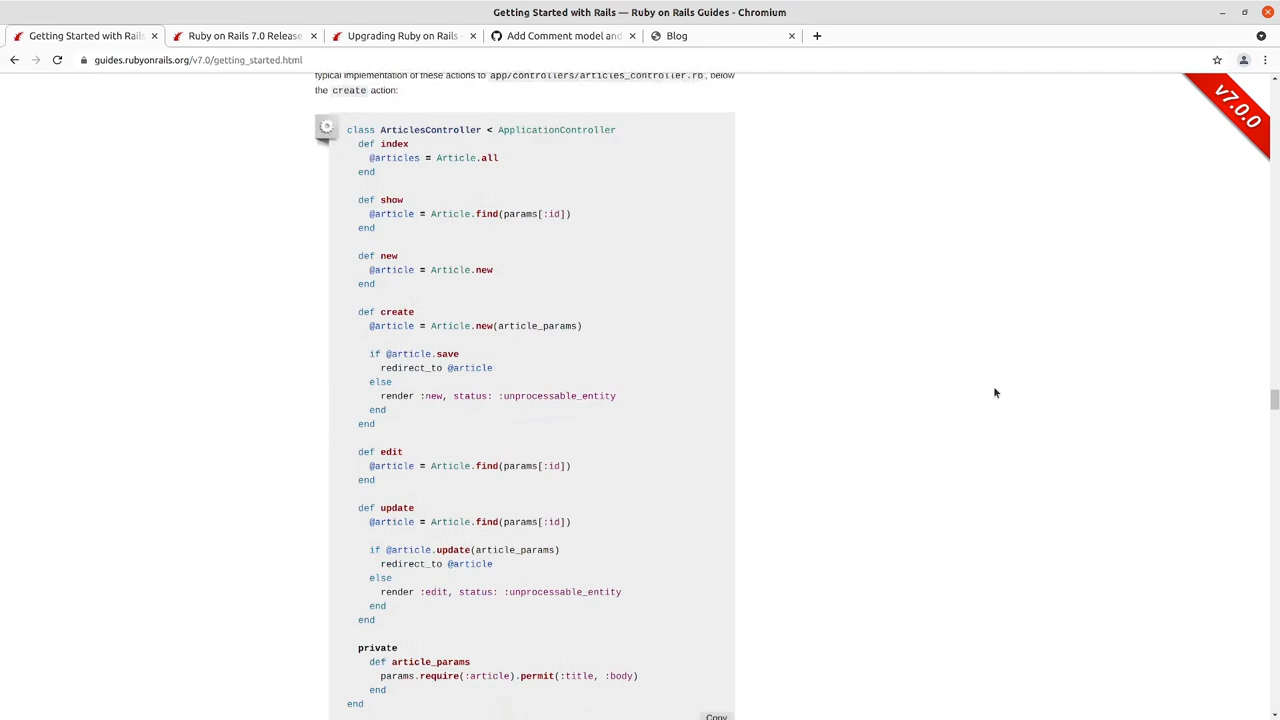 Getting Started with Rails — Ruby on Rails Guides - Chromium
Getting Started with Rails
Ruby on Rails 7.0 Release
Upgrading Ruby on Rails -
Add Comment model and
Blog
guides.rubyonrails.org/v7.0/getting_started.html
typical implementation of these actions to app/controllers/articles_controller.rb, below
the create action:
v7.0.0
class ArticlesController < ApplicationController
  def index
    @articles = Article.all
  end
  def show
    @article = Article.find(params[:id])
  end
  def new
    @article = Article.new
  end
  def create
    @article = Article.new(article_params)
    if @article.save
      redirect_to @article
    else
      render :new, status: :unprocessable_entity
    end
  end
  def edit
    @article = Article.find(params[:id])
  end
  def update
    @article = Article.find(params[:id])
    if @article.update(article_params)
      redirect_to @article
    else
      render :edit, status: :unprocessable_entity
    end
  end
  private
    def article_params
      params.require(:article).permit(:title, :body)
    end
end
Copy